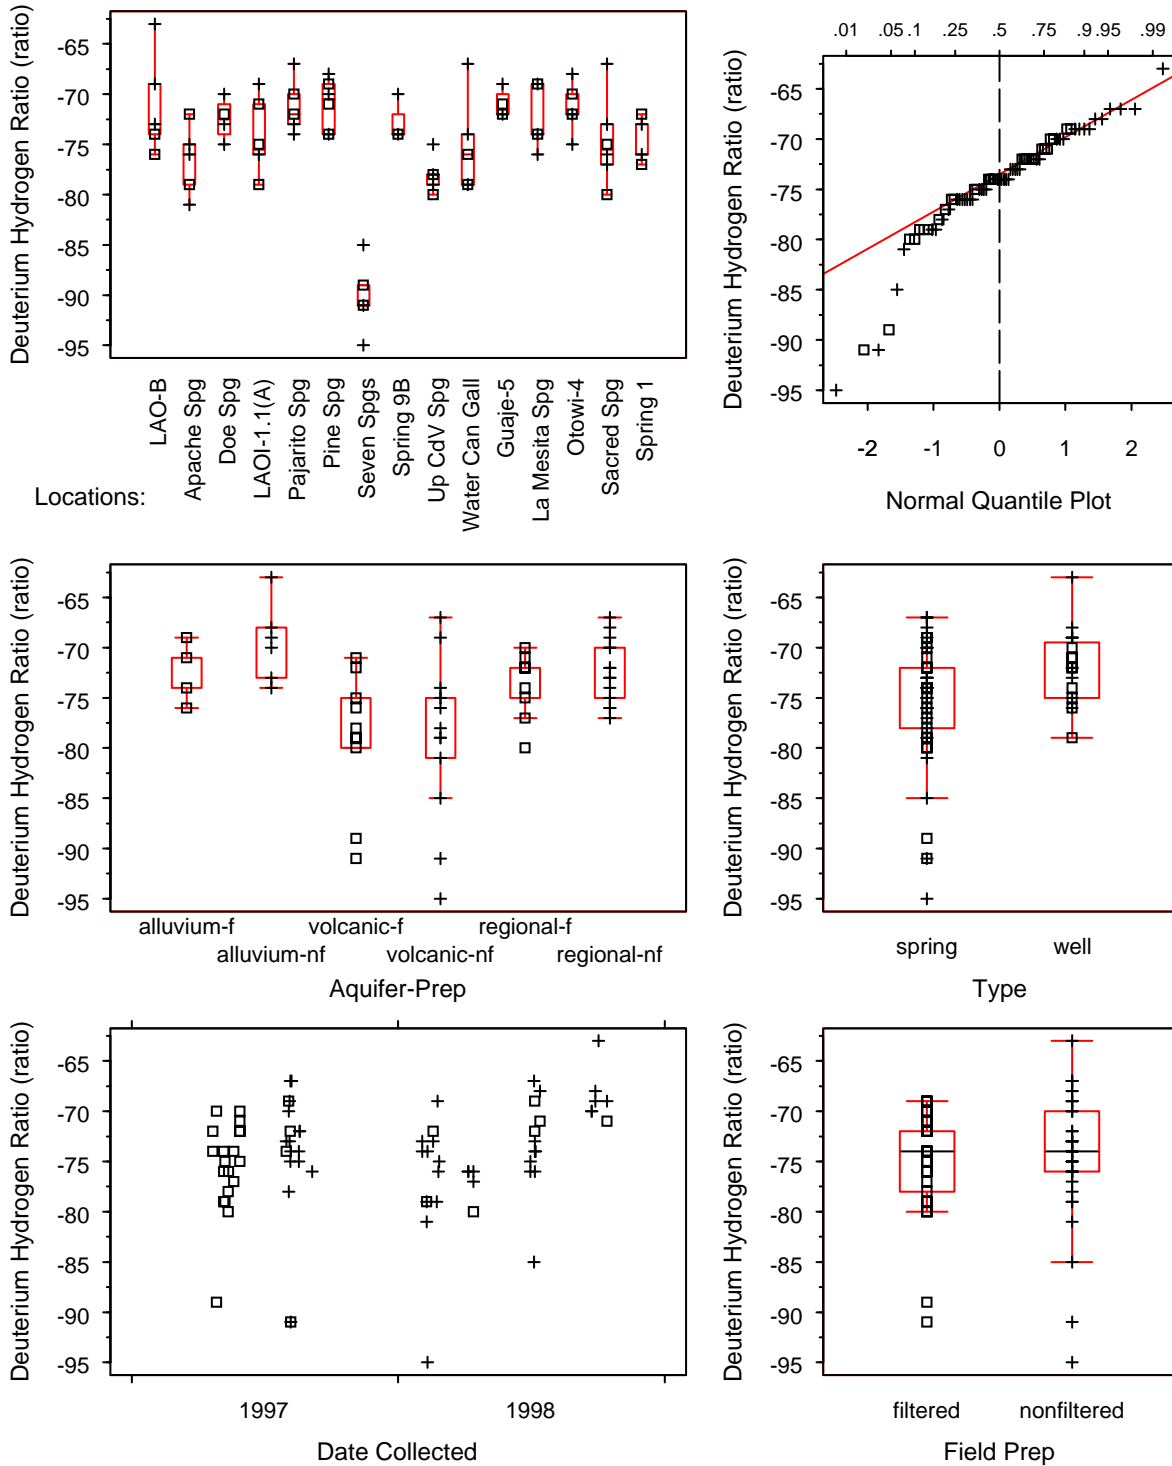 Deuterium Hydrogen Ratio (ratio)
-65
-70
-75
-80
-85
-90
-95
LAO-B
Apache Spg
Doe Spg
LAOI-1.1(A)
Pajarito Spg
Pine Spg
Seven Spgs
Spring 9B
Up CdV Spg
Water Can Gall
Guaje-5
La Mesita Spg
Otowi-4
Sacred Spg
Spring 1
Locations:
.01 .05 .1 .25 .5 .75 .9 .95 .99
Deuterium Hydrogen Ratio (ratio)
-65
-70
-75
-80
-85
-90
-95
-2 -1 0 1 2
Normal Quantile Plot
Deuterium Hydrogen Ratio (ratio)
-65
-70
-75
-80
-85
-90
-95
alluvium-f volcanic-f regional-f
alluvium-nf volcanic-nf regional-nf
Aquifer-Prep
Deuterium Hydrogen Ratio (ratio)
-65
-70
-75
-80
-85
-90
-95
spring well
Type
Deuterium Hydrogen Ratio (ratio)
-65
-70
-75
-80
-85
-90
-95
1997 1998
Date Collected
Deuterium Hydrogen Ratio (ratio)
-65
-70
-75
-80
-85
-90
-95
filtered nonfiltered
Field Prep